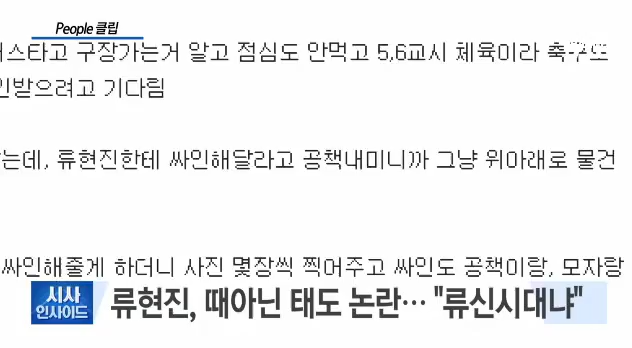 People 클립
스타고 구장가는거 알고 점심도 안먹고 5,6교시 체육이라 축구도
인받으려고 기다림
는데, 류현진한테 싸인해달라고 공책내미니까 그냥 위아래로 물건
싸인해줄게 하더니 사진 몇장씩 찍어주고 싸인도 공책이랑, 모자랑
시사
인사이드
류현진, 때아닌 태도 논란… "류신시대냐"